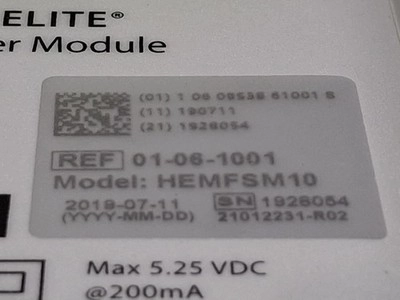 ELITE®
er Module
(01) 1 06 09538 61001 8
(11) 190711
(21) 1928054
REF 01-06-1001
Model: HEMFSM10
2019-07-11 SN 1928054
(YYYY-MM-DD) 21012231-R02
Max 5.25 VDC
@200mA